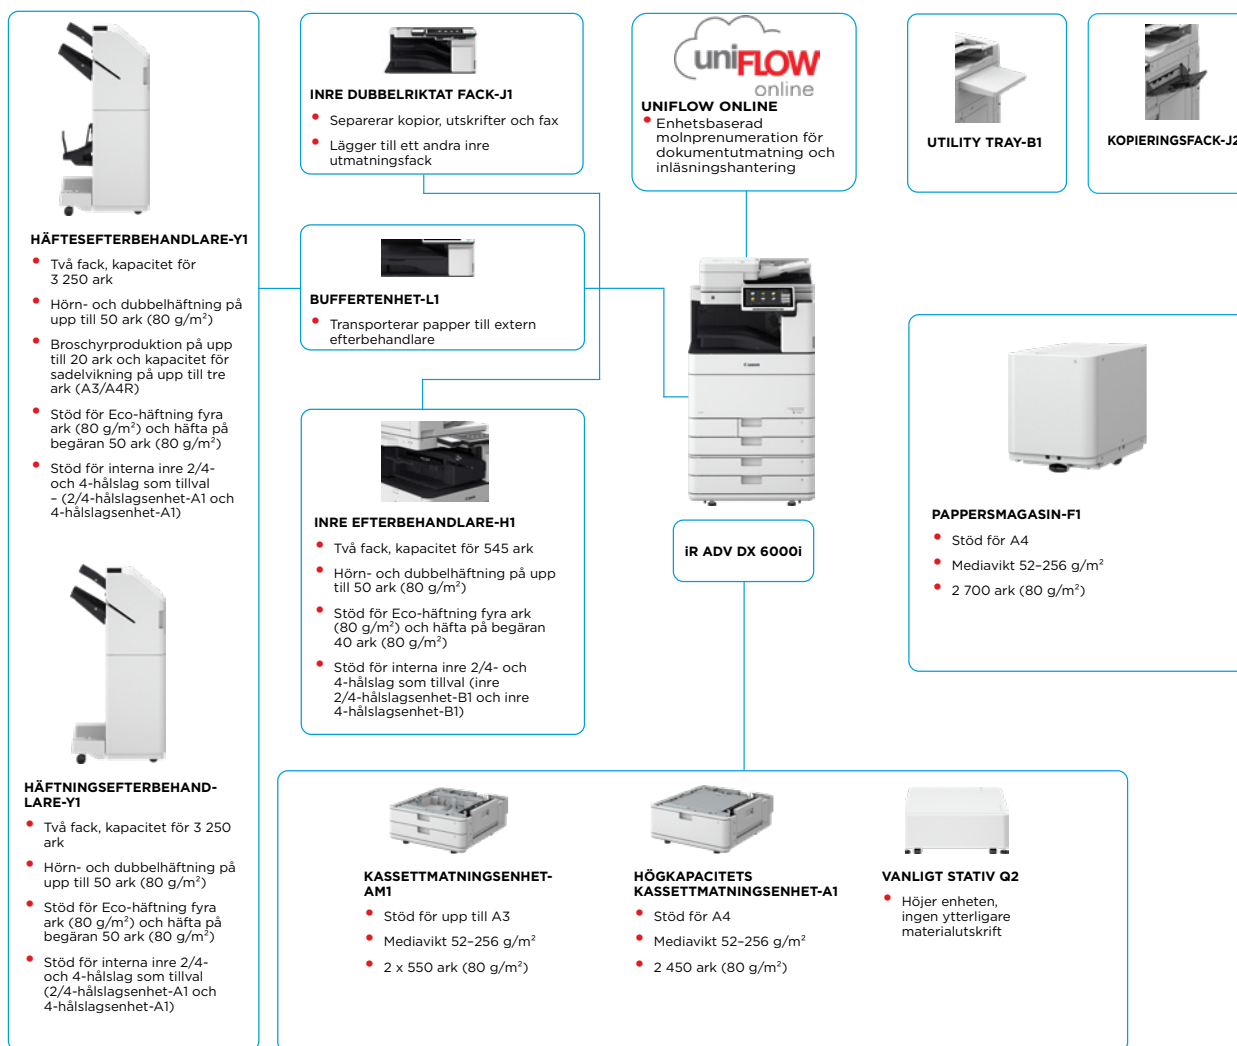 HÄFTESEFTERBEHANDLARE-Y1
• Två fack, kapacitet för
3 250 ark
• Hörn- och dubbelhäftning på
upp till 50 ark (80 g/m²)
• Broschyrproduktion på upp
till 20 ark och kapacitet för
sadelvikning på upp till tre
ark (A3/A4R)
• Stöd för Eco-häftning fyra
ark (80 g/m²) och häfta på
begäran 50 ark (80 g/m²)
• Stöd för interna inre 2/4-
och 4-hålslag som tillval
– (2/4-hålslagsenhet-A1 och
4-hålslagsenhet-A1)
HÄFTNINGSEFTERBEHAND-
LARE-Y1
• Två fack, kapacitet för 3 250
ark
• Hörn- och dubbelhäftning på
upp till 50 ark (80 g/m²)
• Stöd för Eco-häftning fyra
ark (80 g/m²) och häfta på
begäran 50 ark (80 g/m²)
• Stöd för interna inre 2/4-
och 4-hålslag som tillval
(2/4-hålslagsenhet-A1 och
4-hålslagsenhet-A1)
INRE DUBBELRIKTAT FACK-J1
• Separerar kopior, utskrifter och fax
• Lägger till ett andra inre
utmatningsfack
BUFFERTENHET-L1
• Transporterar papper till extern
efterbehandlare
INRE EFTERBEHANDLARE-H1
• Två fack, kapacitet för 545 ark
• Hörn- och dubbelhäftning på upp
till 50 ark (80 g/m²)
• Stöd för Eco-häftning fyra ark
(80 g/m²) och häfta på begäran
40 ark (80 g/m²)
• Stöd för interna inre 2/4- och
4-hålslag som tillval (inre
2/4-hålslagsenhet-B1 och inre
4-hålslagsenhet-B1)
uniFLOW
online
UNIFLOW ONLINE
• Enhetsbaserad
molnprenumeration för
dokumentutmatning och
inläsningshantering
Canon
iR ADV DX 6000i
UTILITY TRAY-B1
KOPIERINGSFACK-J2
PAPPERSMAGASIN-F1
• Stöd för A4
• Mediavikt 52–256 g/m²
• 2 700 ark (80 g/m²)
KASSETTMATNINGSENHET-
AM1
• Stöd för upp till A3
• Mediavikt 52–256 g/m²
• 2 x 550 ark (80 g/m²)
HÖGKAPACITETS
KASSETTMATNINGSENHET-A1
• Stöd för A4
• Mediavikt 52–256 g/m²
• 2 450 ark (80 g/m²)
VANLIGT STATIV Q2
• Höjer enheten,
ingen ytterligare
materialutskrift